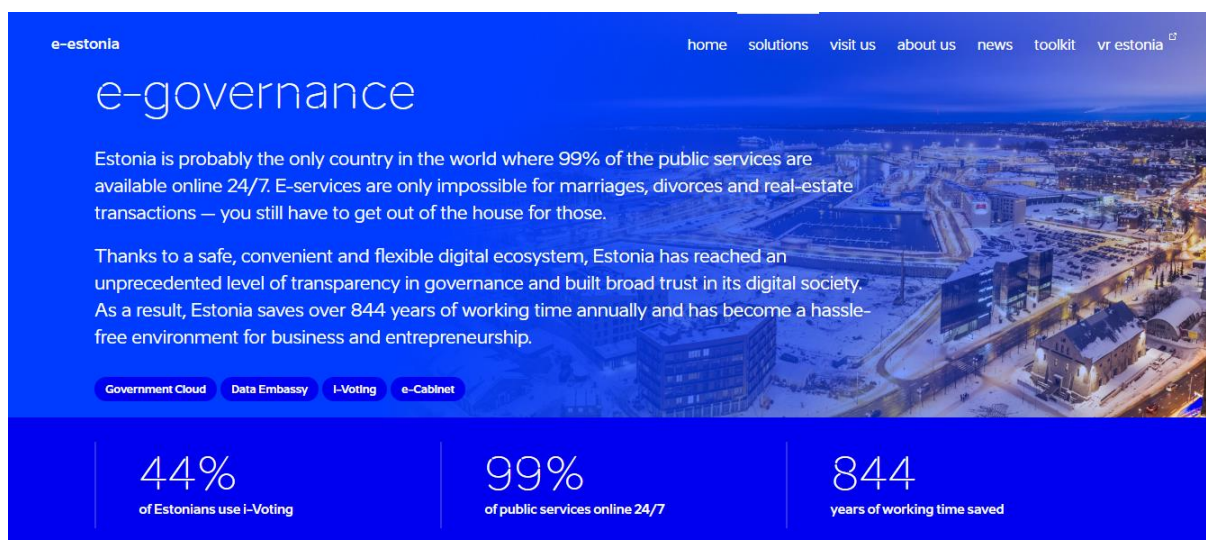 e-estonia
home solutions visit us about us news toolkit vr estonia
e-governance
Estonia is probably the only country in the world where 99% of the public services are
available online 24/7. E-services are only impossible for marriages, divorces and real-estate
transactions — you still have to get out of the house for those.
Thanks to a safe, convenient and flexible digital ecosystem, Estonia has reached an
unprecedented level of transparency in governance and built broad trust in its digital society.
As a result, Estonia saves over 844 years of working time annually and has become a hassle-
free environment for business and entrepreneurship.
Government Cloud Data Embassy i-Voting e-Cabinet
44% 99% 844
of Estonians use i-Voting of public services online 24/7 years of working time saved